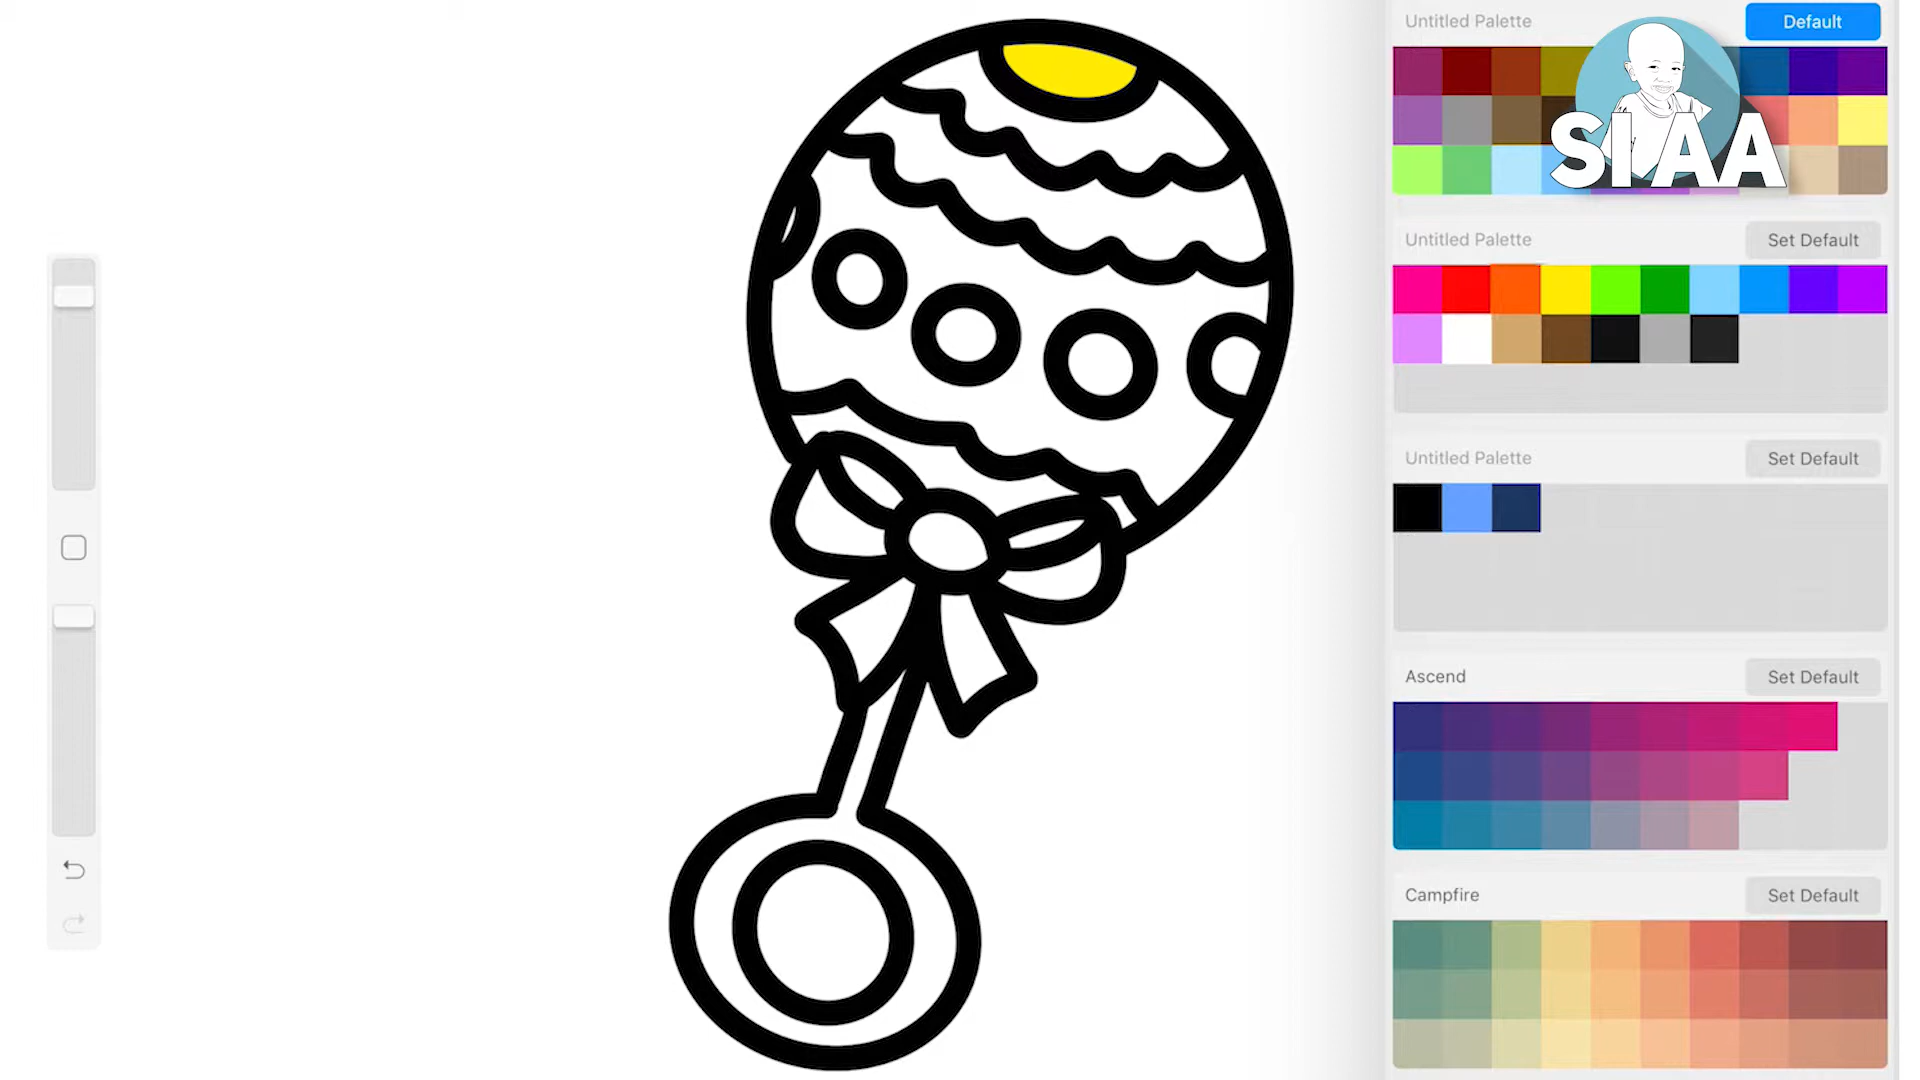 Untitled Palette
Default
SIAA
Untitled Palette
Set Default
Untitled Palette
Set Default
Ascend
Set Default
Campfire
Set Default